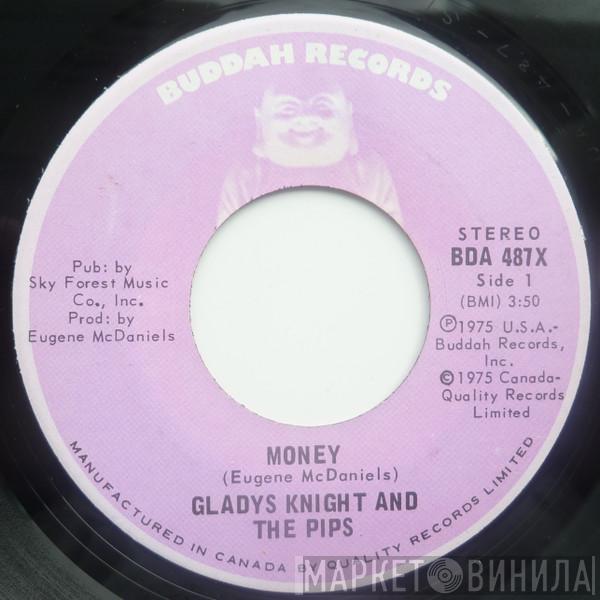 BUDDAH RECORDS
Pub: by
Sky Forest Music
Co., Inc.
Prod: by
Eugene McDaniels
STEREO
BDA 487X
Side 1
(BMI) 3:50
Ⓟ1975 U.S.A.-
Buddah Records,
Inc.
©1975 Canada-
Quality Records
Limited
MONEY
(Eugene McDaniels)
GLADYS KNIGHT AND
THE PIPS
MANUFACTURED IN CANADA BY QUALITY RECORDS LIMITED
МАРКЕТ ВИНИЛА